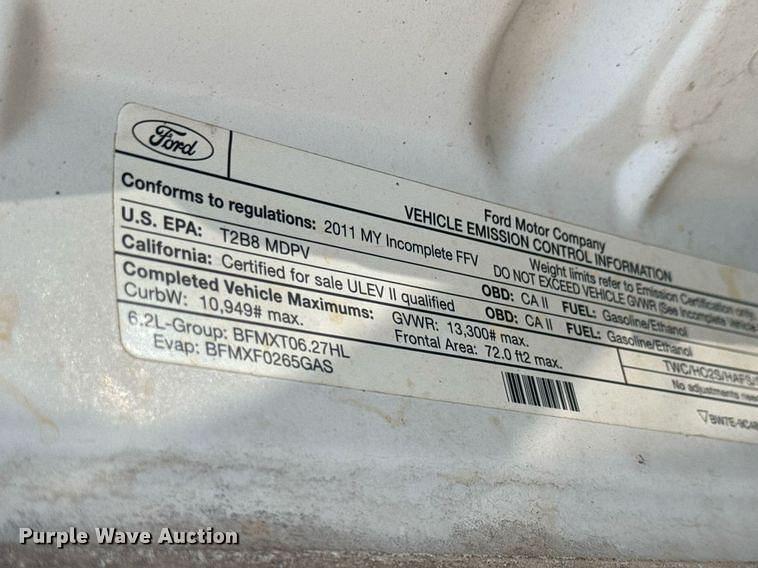 Ford
Ford Motor Company
VEHICLE EMISSION CONTROL INFORMATION
Conforms to regulations: 2011 MY Incomplete FFV
Weight limits refer to Emission Certification only.
DO NOT EXCEED VEHICLE GVWR (See Incomplete Vehicle
U.S. EPA: T2B8 MDPV OBD: CA II FUEL: Gasoline/Ethanol
California: Certified for sale ULEV II qualified OBD: CA II FUEL: Gasoline/Ethanol
Completed Vehicle Maximums: GVWR: 13,300# max.
CurbW: 10,949# max. Frontal Area: 72.0 ft2 max.
6.2L-Group: BFMXT06.27HL
Evap: BFMXF0265GAS
TWC/HO2S/HAFS/
No adjustments
BW7E-9C48
Purple Wave Auction